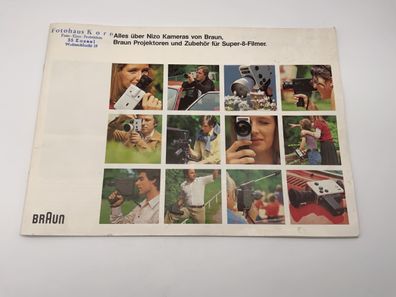 Fotohaus Korn
Alles über Nizo Kameras von Braun,
Braun Projektoren und Zubehör für Super-8-Filmer.
BRAUN